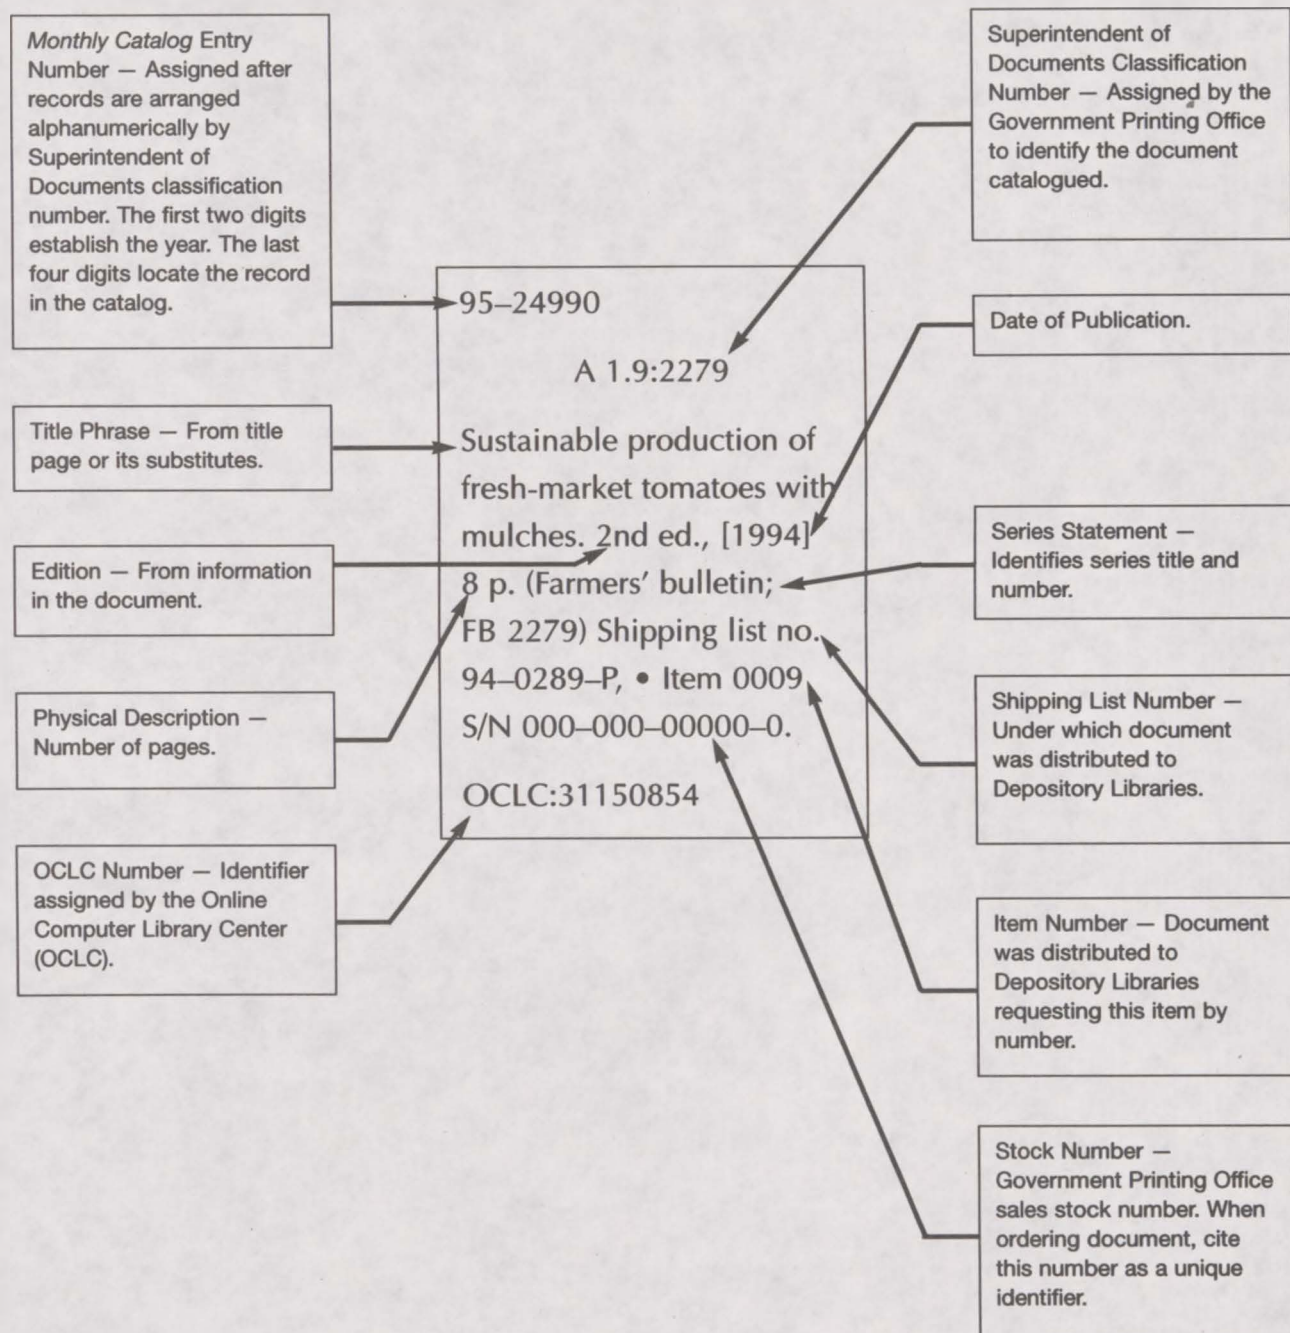 Monthly Catalog Entry
Number — Assigned after
records are arranged
alphanumerically by
Superintendent of
Documents classification
number. The first two digits
establish the year. The last
four digits locate the record
in the catalog.
Title Phrase — From title
page or its substitutes.
Edition — From information
in the document.
Physical Description —
Number of pages.
OCLC Number — Identifier
assigned by the Online
Computer Library Center
(OCLC).
95–24990
A 1.9:2279
Sustainable production of
fresh-market tomatoes with
mulches. 2nd ed., [1994]
8 p. (Farmers' bulletin;
FB 2279) Shipping list no.
94–0289–P, • Item 0009
S/N 000–000–00000–0.
OCLC:31150854
Superintendent of
Documents Classification
Number — Assigned by the
Government Printing Office
to identify the document
catalogued.
Date of Publication.
Series Statement —
Identifies series title and
number.
Shipping List Number —
Under which document
was distributed to
Depository Libraries.
Item Number — Document
was distributed to
Depository Libraries
requesting this item by
number.
Stock Number —
Government Printing Office
sales stock number. When
ordering document, cite
this number as a unique
identifier.